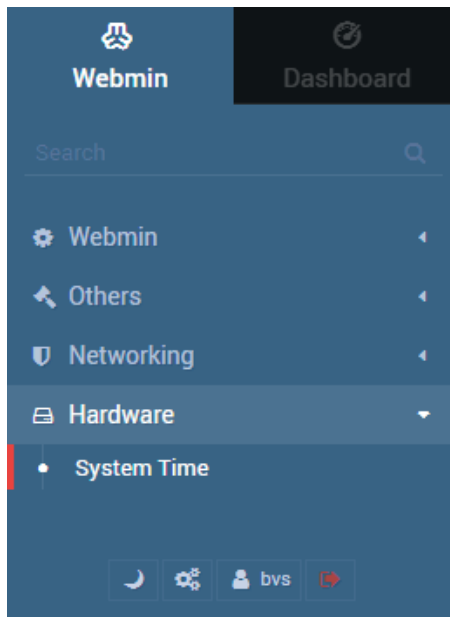 Webmin
Dashboard
Search
Webmin
Others
Networking
Hardware
System Time
bvs